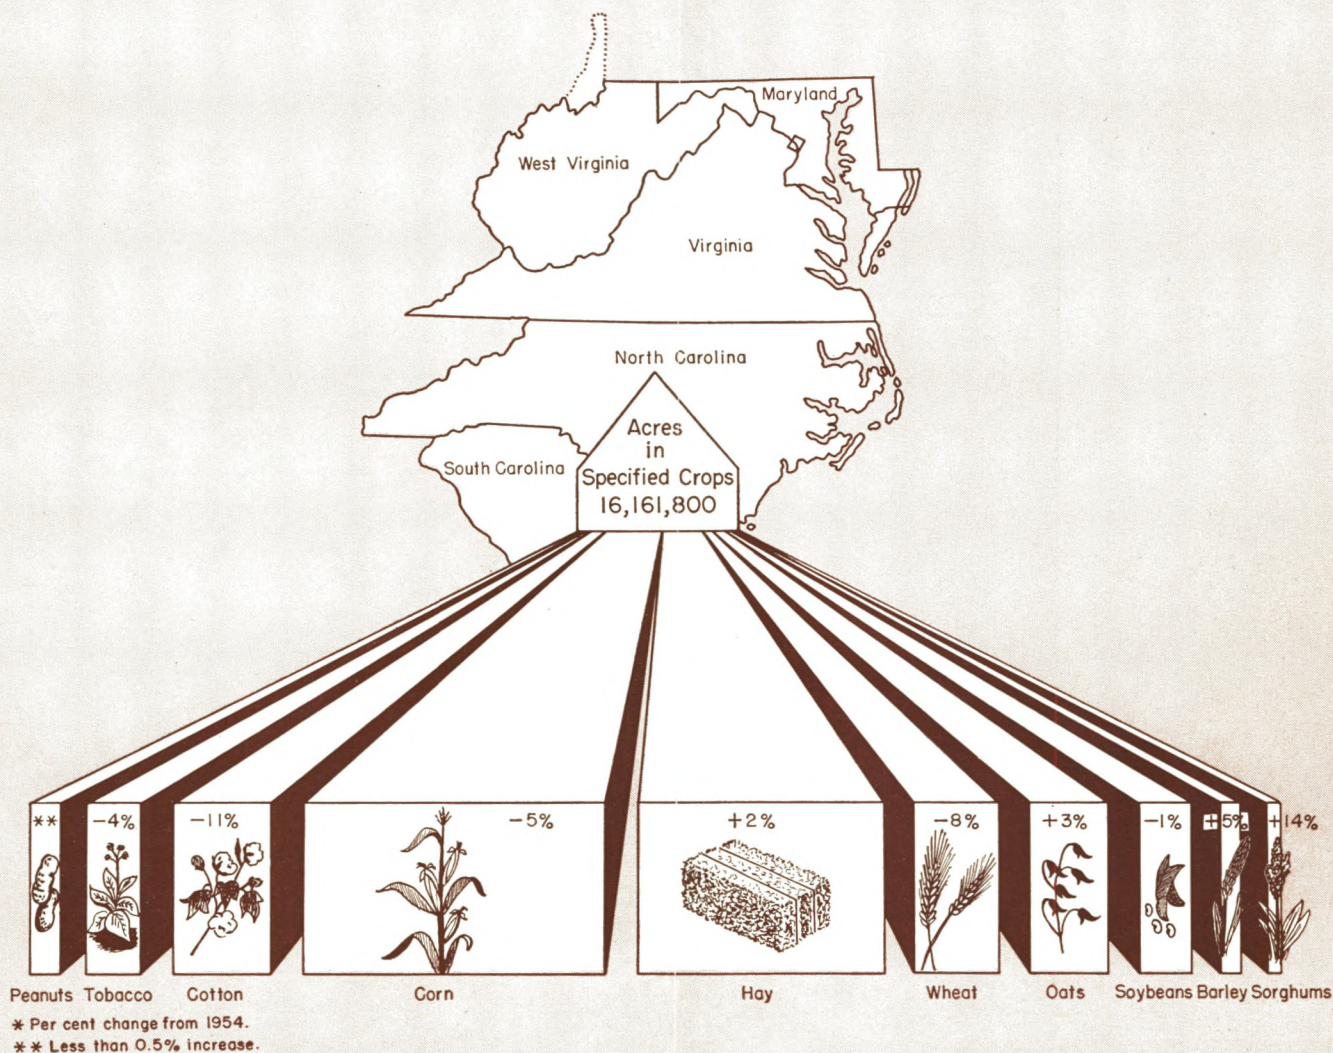 Maryland
West Virginia
Virginia
North Carolina
South Carolina
Acres
in
Specified Crops
16,161,800
** -4% -11% -5% +2% -8% +3% -1% +5% +14%
Peanuts Tobacco Cotton Corn Hay Wheat Oats Soybeans Barley Sorghums
* Per cent change from 1954.
** Less than 0.5% increase.